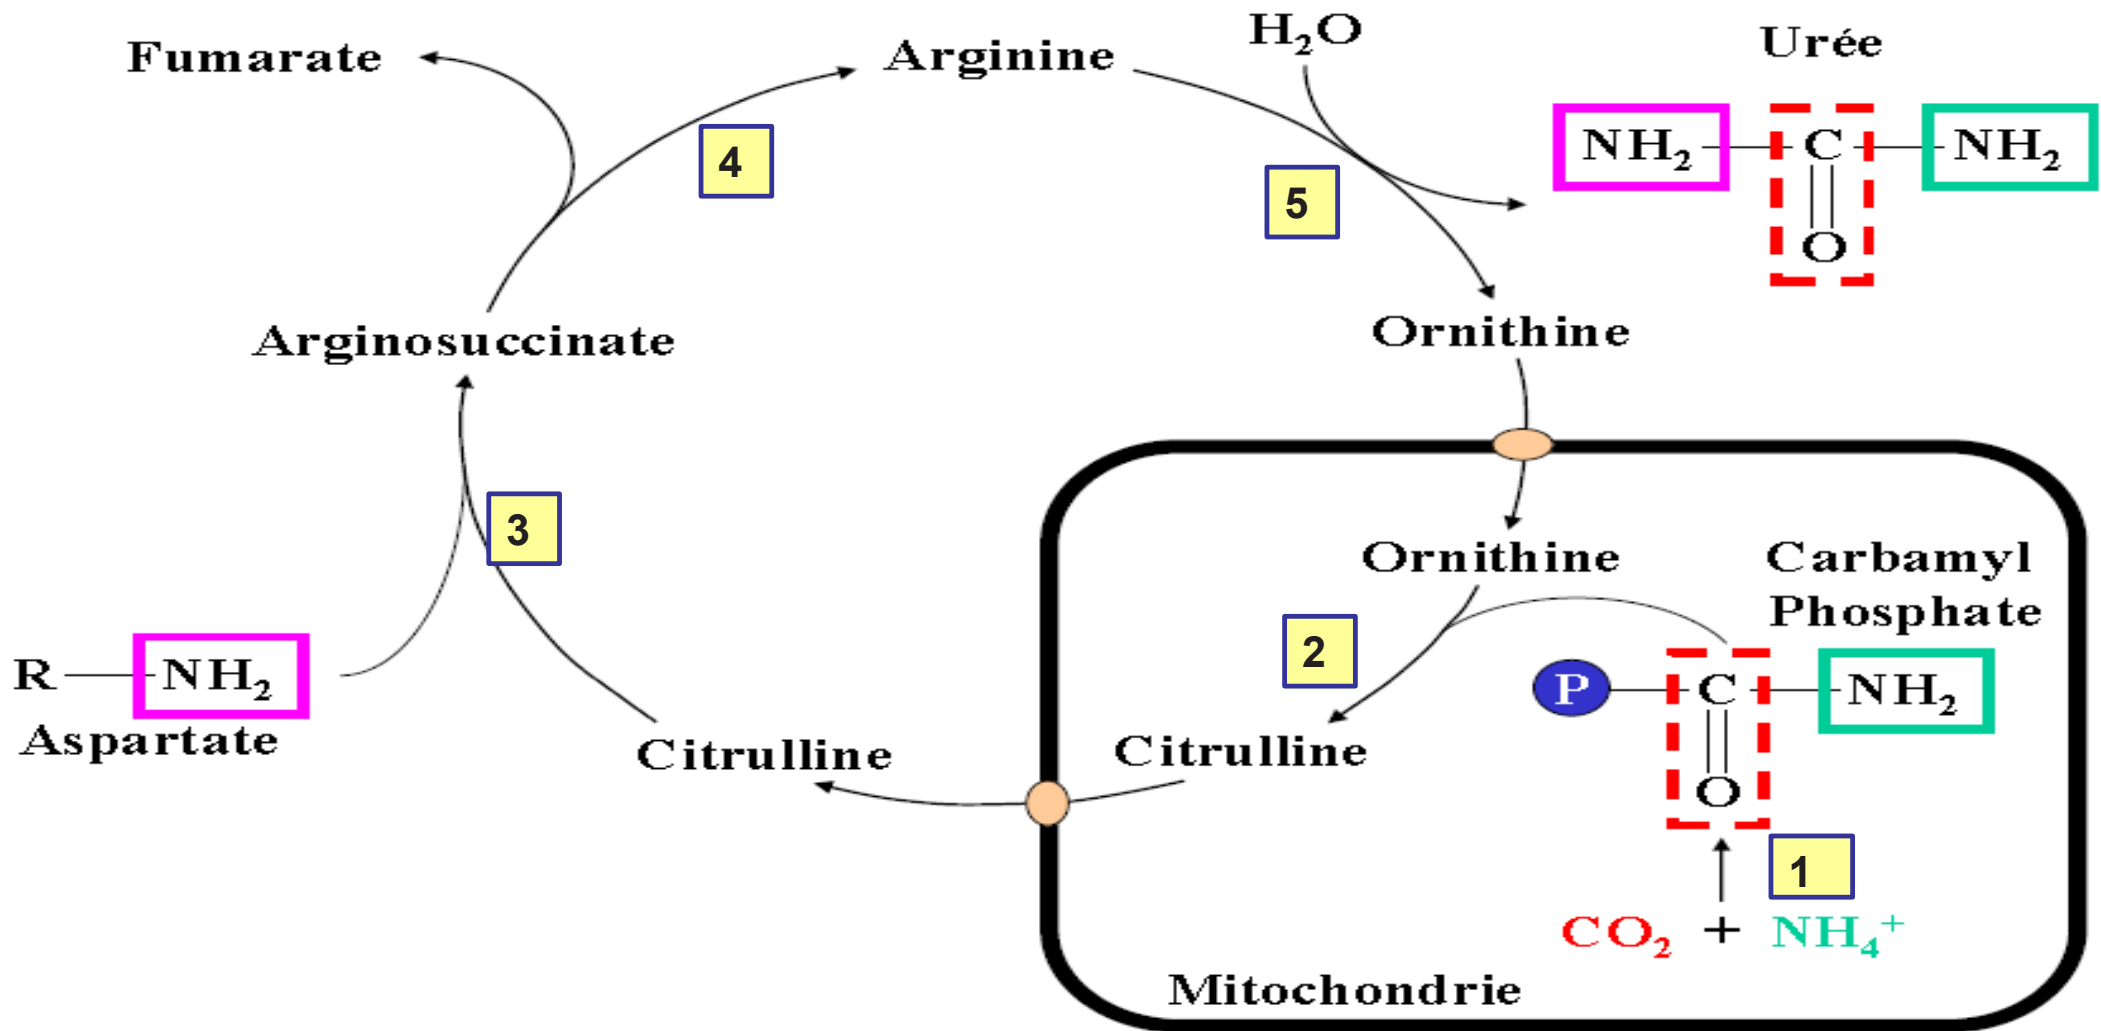 H₂O
Urée
Fumarate
Arginine
NH₂ C NH₂
O
4
5
Arginosuccinate
Ornithine
3
Ornithine
Carbamyl
Phosphate
2
R NH₂
P C NH₂
Aspartate
Citrulline
Citrulline
O
1
CO₂ + NH₄⁺
Mitochondrie